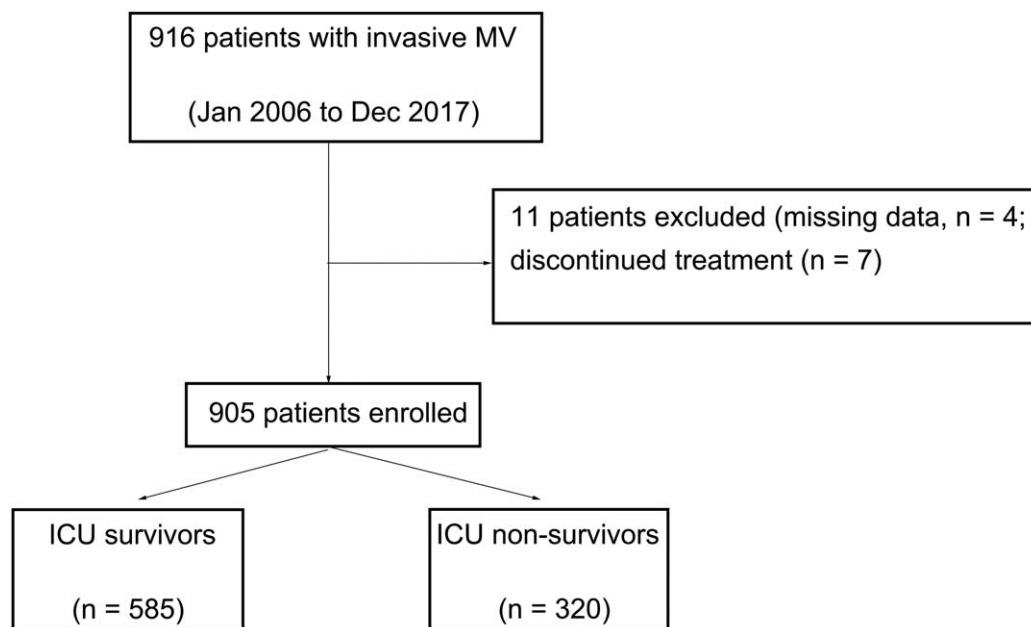 916 patients with invasive MV
(Jan 2006 to Dec 2017)
11 patients excluded (missing data, n = 4;
discontinued treatment (n = 7)
905 patients enrolled
ICU survivors
(n = 585)
ICU non-survivors
(n = 320)